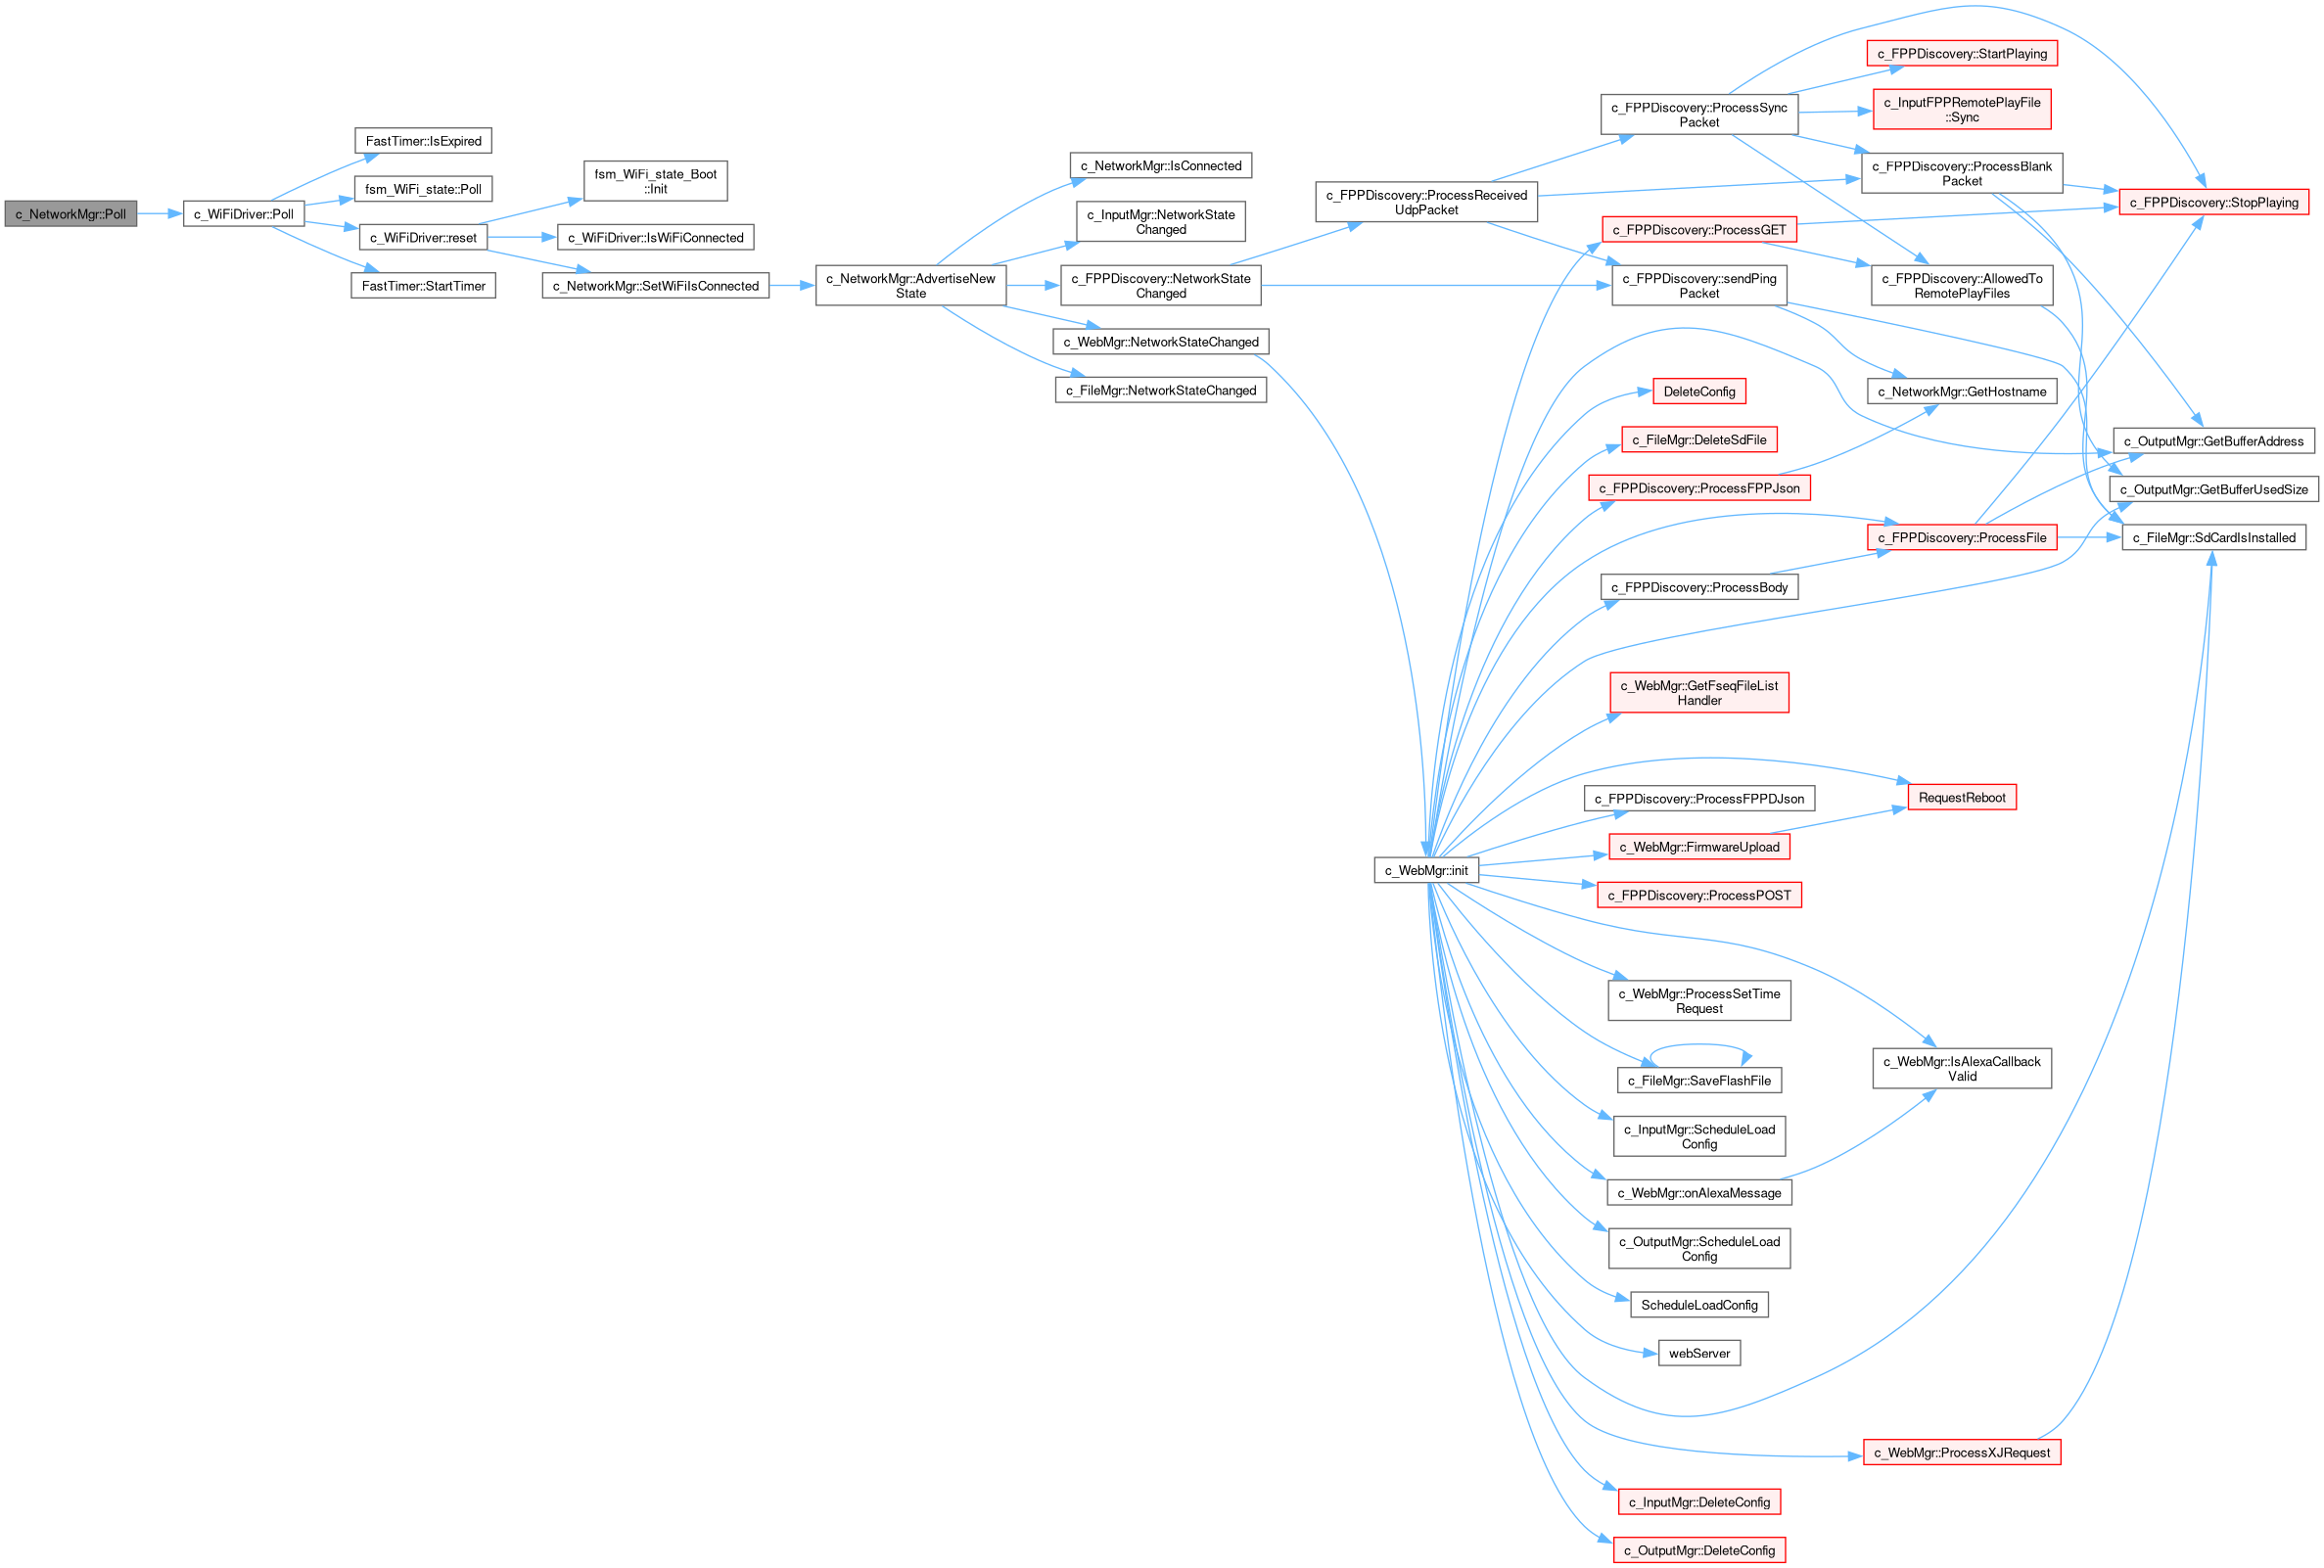 c_NetworkMgr::Poll
c_WiFiDriver::Poll
FastTimer::IsExpired
fsm_WiFi_state::Poll
c_WiFiDriver::reset
FastTimer::StartTimer
fsm_WiFi_state_Boot
::Init
c_WiFiDriver::IsWiFiConnected
c_NetworkMgr::SetWiFiIsConnected
c_NetworkMgr::AdvertiseNew
State
c_NetworkMgr::IsConnected
c_InputMgr::NetworkState
Changed
c_FPPDiscovery::NetworkState
Changed
c_WebMgr::NetworkStateChanged
c_FileMgr::NetworkStateChanged
c_FPPDiscovery::ProcessReceived
UdpPacket
c_WebMgr::init
c_FPPDiscovery::ProcessSync
Packet
c_FPPDiscovery::ProcessGET
c_FPPDiscovery::sendPing
Packet
DeleteConfig
c_FileMgr::DeleteSdFile
c_FPPDiscovery::ProcessFPPJson
c_FPPDiscovery::ProcessBody
c_WebMgr::GetFseqFileList
Handler
c_FPPDiscovery::ProcessFPPDJson
c_WebMgr::FirmwareUpload
c_FPPDiscovery::ProcessPOST
c_WebMgr::ProcessSetTime
Request
c_FileMgr::SaveFlashFile
c_InputMgr::ScheduleLoad
Config
c_WebMgr::onAlexaMessage
c_OutputMgr::ScheduleLoad
Config
ScheduleLoadConfig
webServer
c_InputMgr::DeleteConfig
c_OutputMgr::DeleteConfig
c_FPPDiscovery::StartPlaying
c_InputFPPRemotePlayFile
::Sync
c_FPPDiscovery::ProcessBlank
Packet
c_FPPDiscovery::AllowedTo
RemotePlayFiles
c_NetworkMgr::GetHostname
c_FPPDiscovery::ProcessFile
RequestReboot
c_WebMgr::IsAlexaCallback
Valid
c_WebMgr::ProcessXJRequest
c_FPPDiscovery::StopPlaying
c_OutputMgr::GetBufferAddress
c_OutputMgr::GetBufferUsedSize
c_FileMgr::SdCardIsInstalled